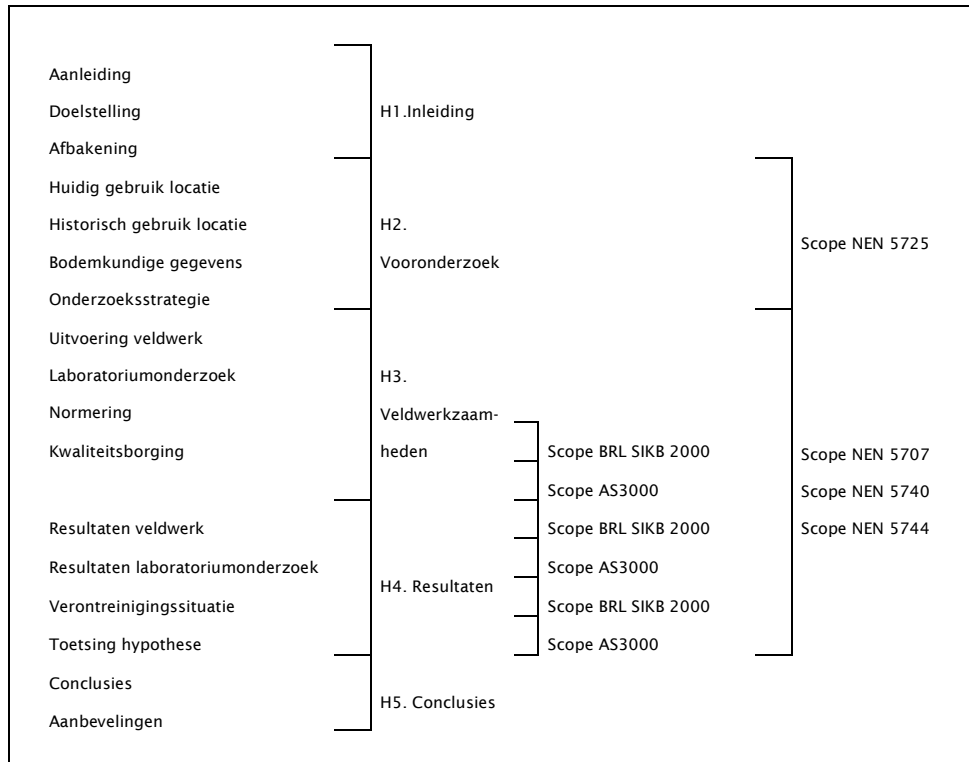 Aanleiding
Doelstelling
H1.Inleiding
Afbakening
Huidig gebruik locatie
Historisch gebruik locatie
H2.
Scope NEN 5725
Bodemkundige gegevens
Vooronderzoek
Onderzoeksstrategie
Uitvoering veldwerk
Laboratoriumonderzoek
H3.
Normering
Veldwerkzaam-
Kwaliteitsborging
heden
Scope BRL SIKB 2000
Scope NEN 5707
Scope AS3000
Scope NEN 5740
Resultaten veldwerk
Scope BRL SIKB 2000
Scope NEN 5744
Resultaten laboratoriumonderzoek
Scope AS3000
H4. Resultaten
Verontreinigingssituatie
Scope BRL SIKB 2000
Toetsing hypothese
Scope AS3000
Conclusies
H5. Conclusies
Aanbevelingen